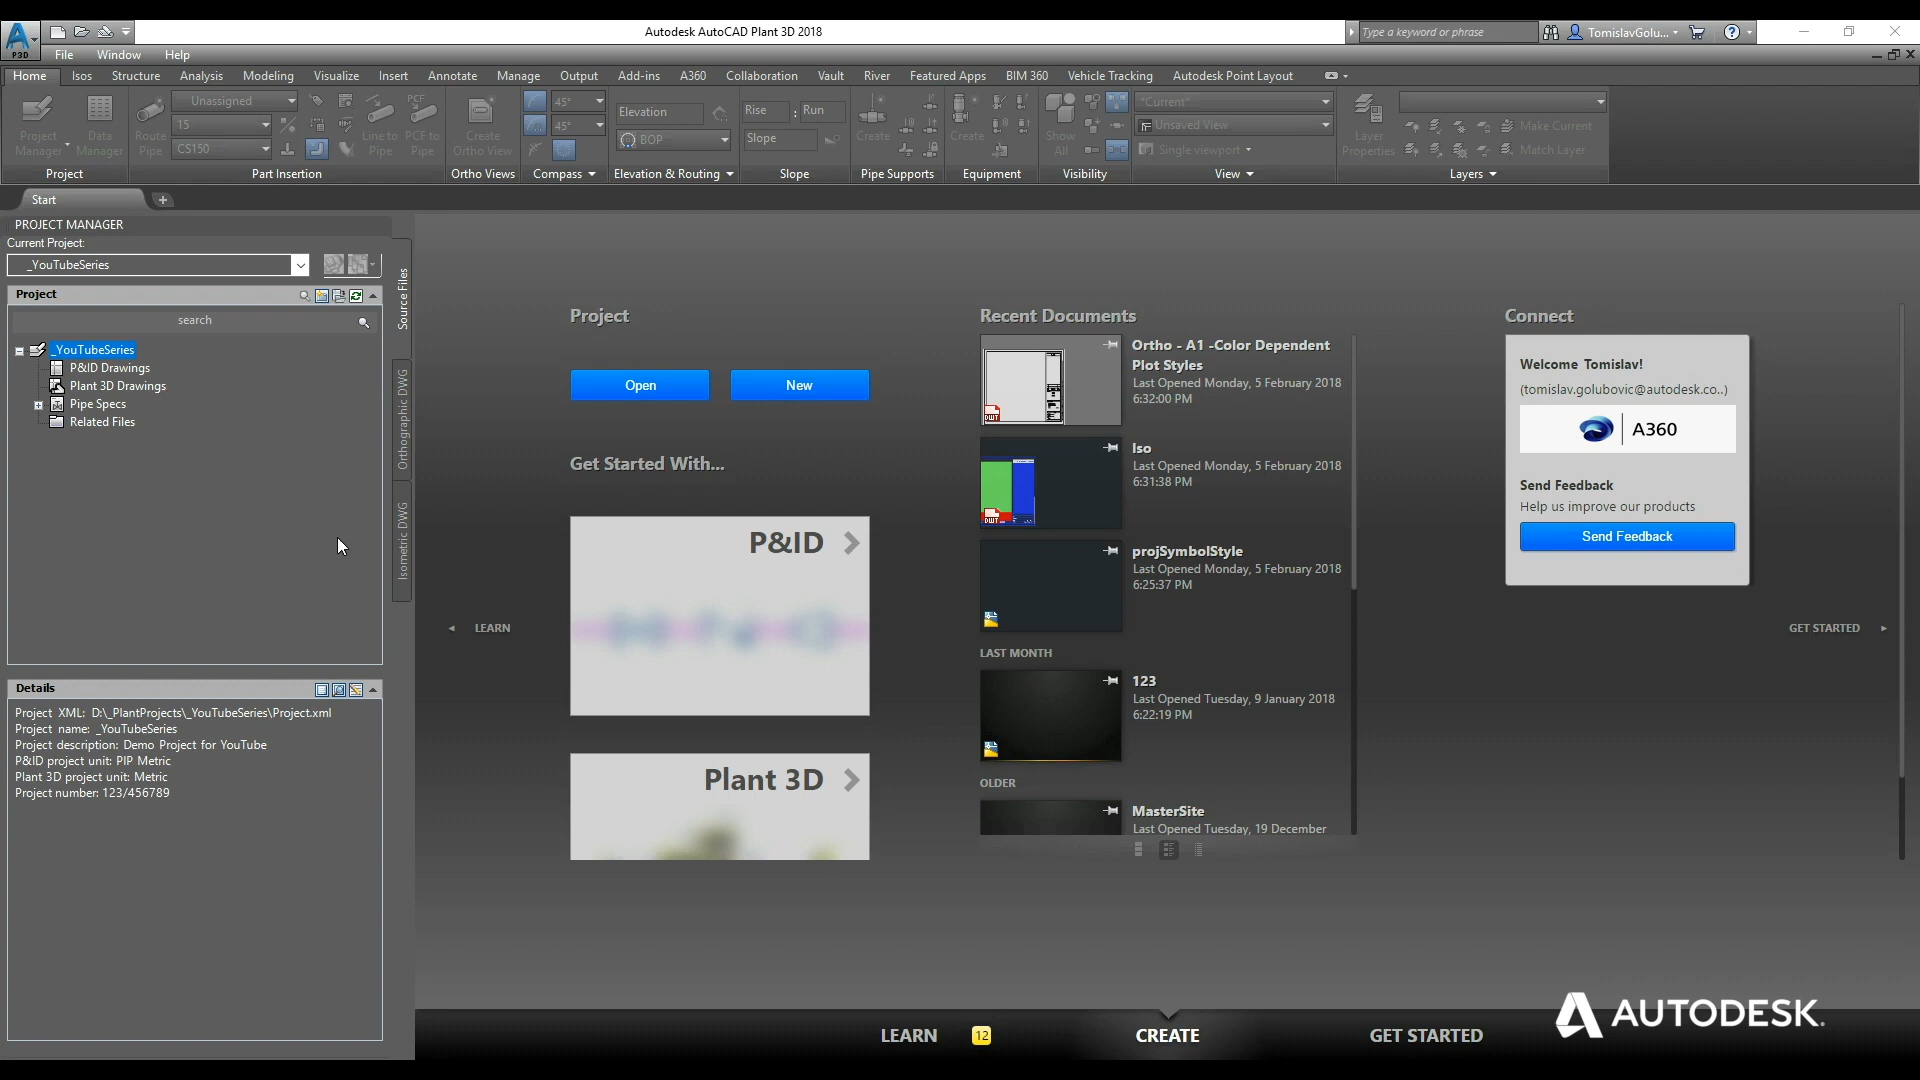 Autodesk AutoCAD Plant 3D 2018
Type a keyword or phrase
TomislavGolu...
P3D
File Window Help
Home Isos Structure Analysis Modeling Visualize Insert Annotate Manage Output Add-ins A360 Collaboration Vault River Featured Apps BIM 360 Vehicle Tracking Autodesk Point Layout
Project Manager
Data Manager
Route Pipe
Unassigned
15
CS150
Line to Pipe
PCF
PCF to Pipe
Create Ortho View
45°
45°
Elevation
BOP
Rise : Run
Slope
Create
Create
Show All
"Current"
Unsaved View
Single viewport
Layer Properties
Make Current
Match Layer
Project Part Insertion Ortho Views Compass Elevation & Routing Slope Pipe Supports Equipment Visibility View Layers
Start
PROJECT MANAGER
Current Project:
_YouTubeSeries
Project
search
_YouTubeSeries
P&ID Drawings
Plant 3D Drawings
Pipe Specs
Related Files
Source Files
Orthographic DWG
Isometric DWG
Details
Project XML: D:\_PlantProjects\_YouTubeSeries\Project.xml
Project name: _YouTubeSeries
Project description: Demo Project for YouTube
P&ID project unit: PIP Metric
Plant 3D project unit: Metric
Project number: 123/456789
LEARN
Project
Open New
Get Started With...
P&ID
Plant 3D
Recent Documents
Ortho - A1 -Color Dependent
Plot Styles
Last Opened Monday, 5 February 2018
6:32:00 PM
DWT
Iso
Last Opened Monday, 5 February 2018
6:31:38 PM
DWT
projSymbolStyle
Last Opened Monday, 5 February 2018
6:25:37 PM
LAST MONTH
123
Last Opened Tuesday, 9 January 2018
6:22:19 PM
OLDER
MasterSite
Last Opened Tuesday, 19 December
Connect
Welcome Tomislav!
(tomislav.golubovic@autodesk.co..)
A360
Send Feedback
Help us improve our products
Send Feedback
GET STARTED
LEARN 12 CREATE GET STARTED
AUTODESK.